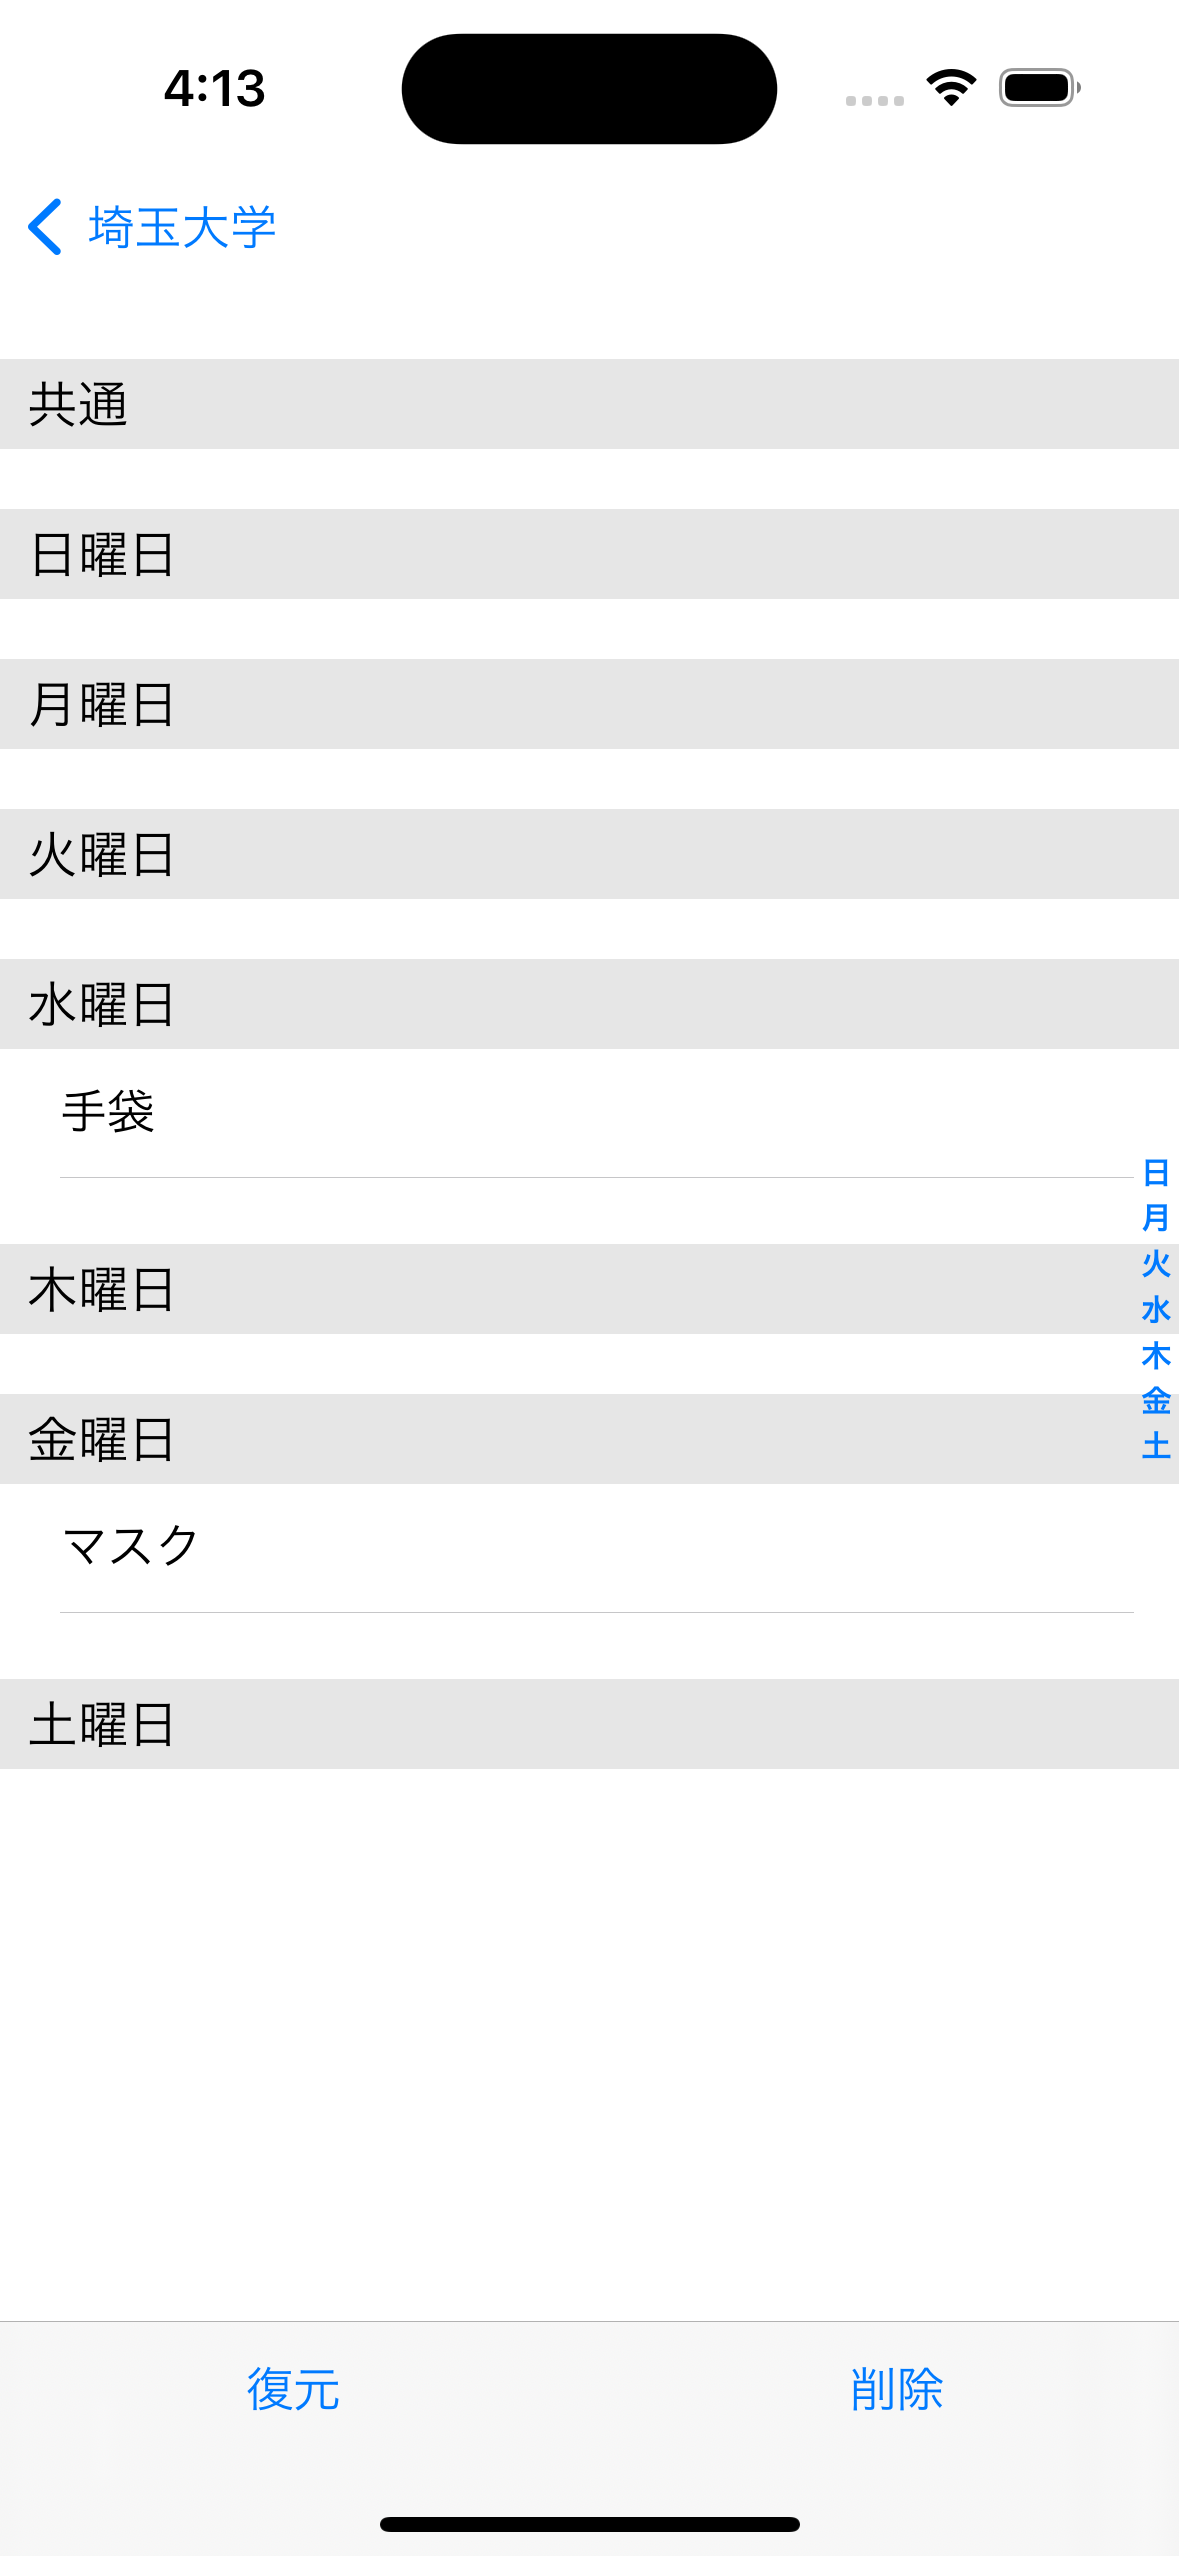 4:13
埼玉大学
共通
日曜日
月曜日
火曜日
水曜日
手袋
木曜日
金曜日
マスク
土曜日
日
月
火
水
木
金
土
復元
削除